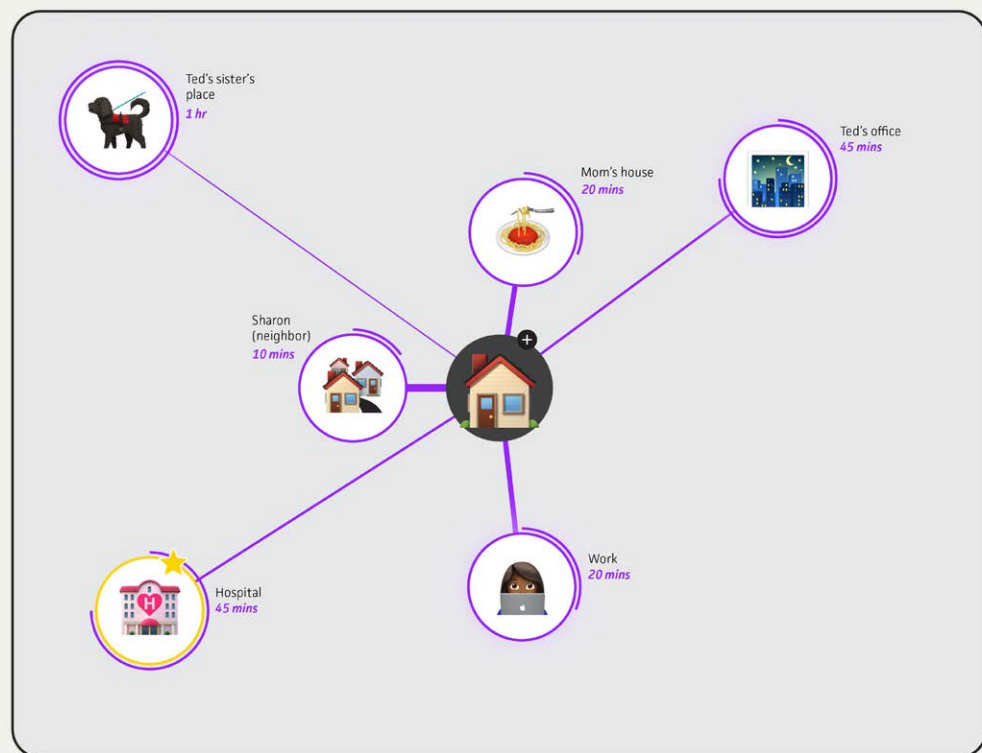 Ted's sister's
place
1 hr
Ted's office
45 mins
Mom's house
20 mins
Sharon
(neighbor)
10 mins
+
H
Hospital
45 mins
Work
20 mins